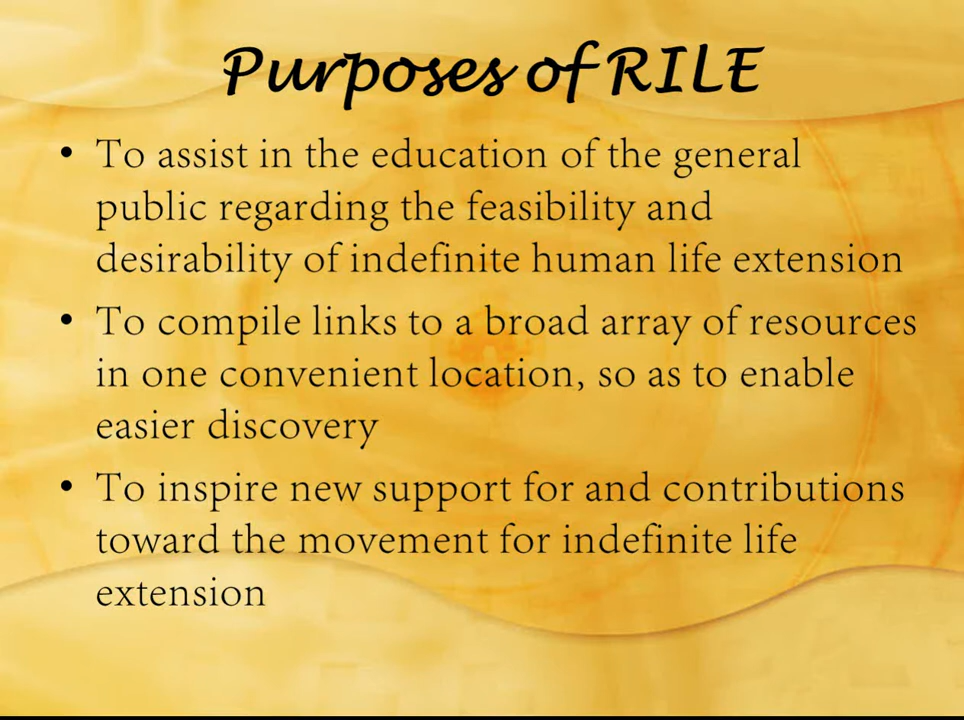 Purposes of RILE
• To assist in the education of the general
public regarding the feasibility and
desirability of indefinite human life extension
• To compile links to a broad array of resources
in one convenient location, so as to enable
easier discovery
• To inspire new support for and contributions
toward the movement for indefinite life
extension